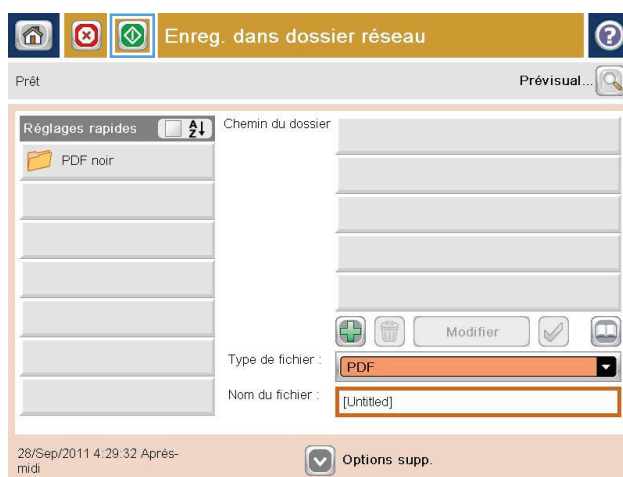 Enreg. dans dossier réseau
Prêt
Prévisual...
Réglages rapides
Chemin du dossier
PDF noir
Modifier
Type de fichier :
PDF
Nom du fichier :
[Untitled]
28/Sep/2011 4:29:32 Après-
midi
Options supp.